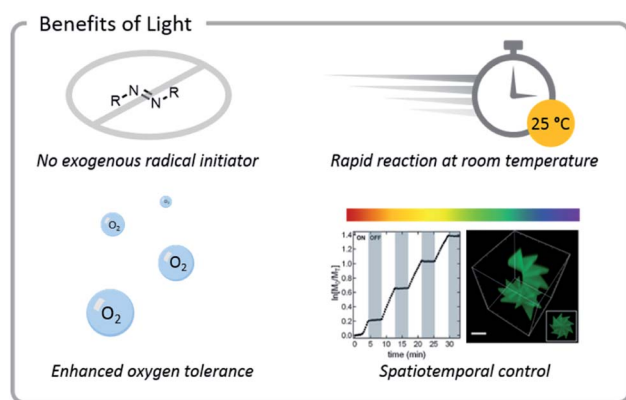 Benefits of Light
R
N
N
R
No exogenous radical initiator
25 °C
Rapid reaction at room temperature
O₂
O₂
O₂
O₂
Enhanced oxygen tolerance
ON OFF
ln[M₀/Mₜ]
1.4
1.2
1.0
0.8
0.6
0.4
0.2
0.0
0 5 10 15 20 25 30
time (min)
Spatiotemporal control